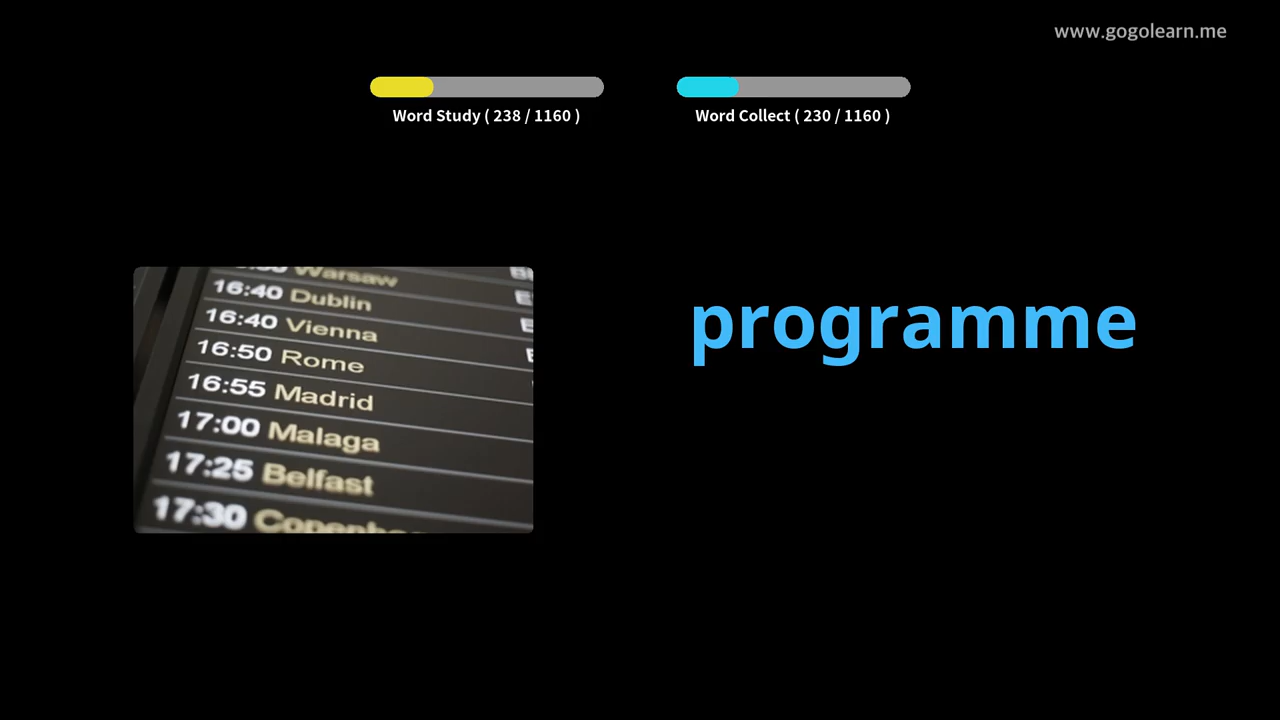 www.gogolearn.me
Word Study ( 238 / 1160 )
Word Collect ( 230 / 1160 )
Warsaw
16:40 Dublin
16:40 Vienna
16:50 Rome
16:55 Madrid
17:00 Malaga
17:25 Belfast
17:30
programme